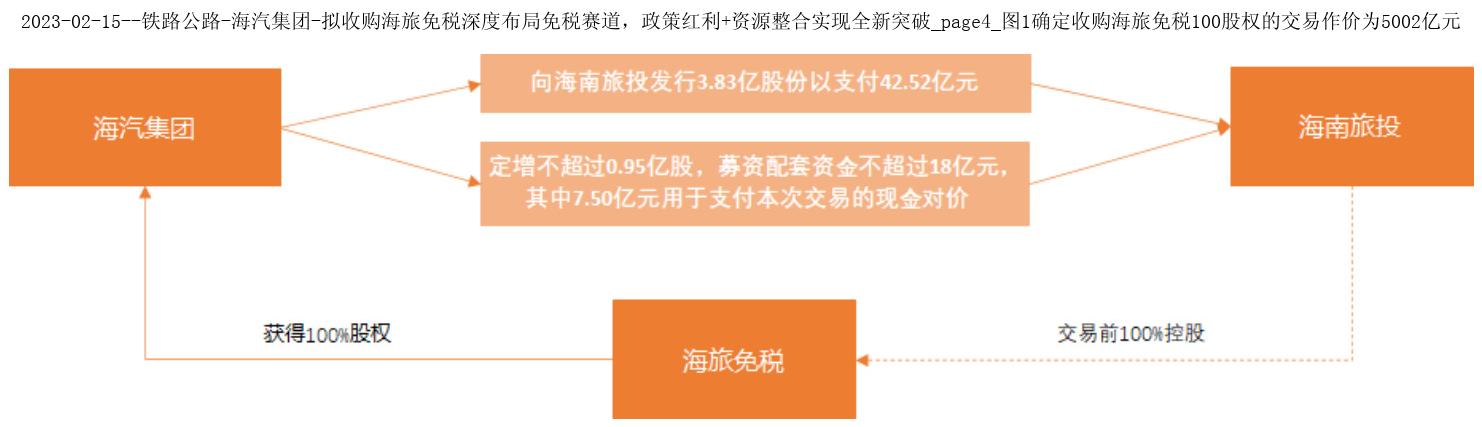 2023-02-15--铁路公路-海汽集团-拟收购海旅免税深度布局免税赛道，政策红利+资源整合实现全新突破_page4_图1确定收购海旅免税100股权的交易作价为5002亿元
海汽集团
向海南旅投发行3.83亿股份以支付42.52亿元
定增不超过0.95亿股，募资配套资金不超过18亿元，
其中7.50亿元用于支付本次交易的现金对价
海南旅投
获得100%股权
交易前100%控股
海旅免税